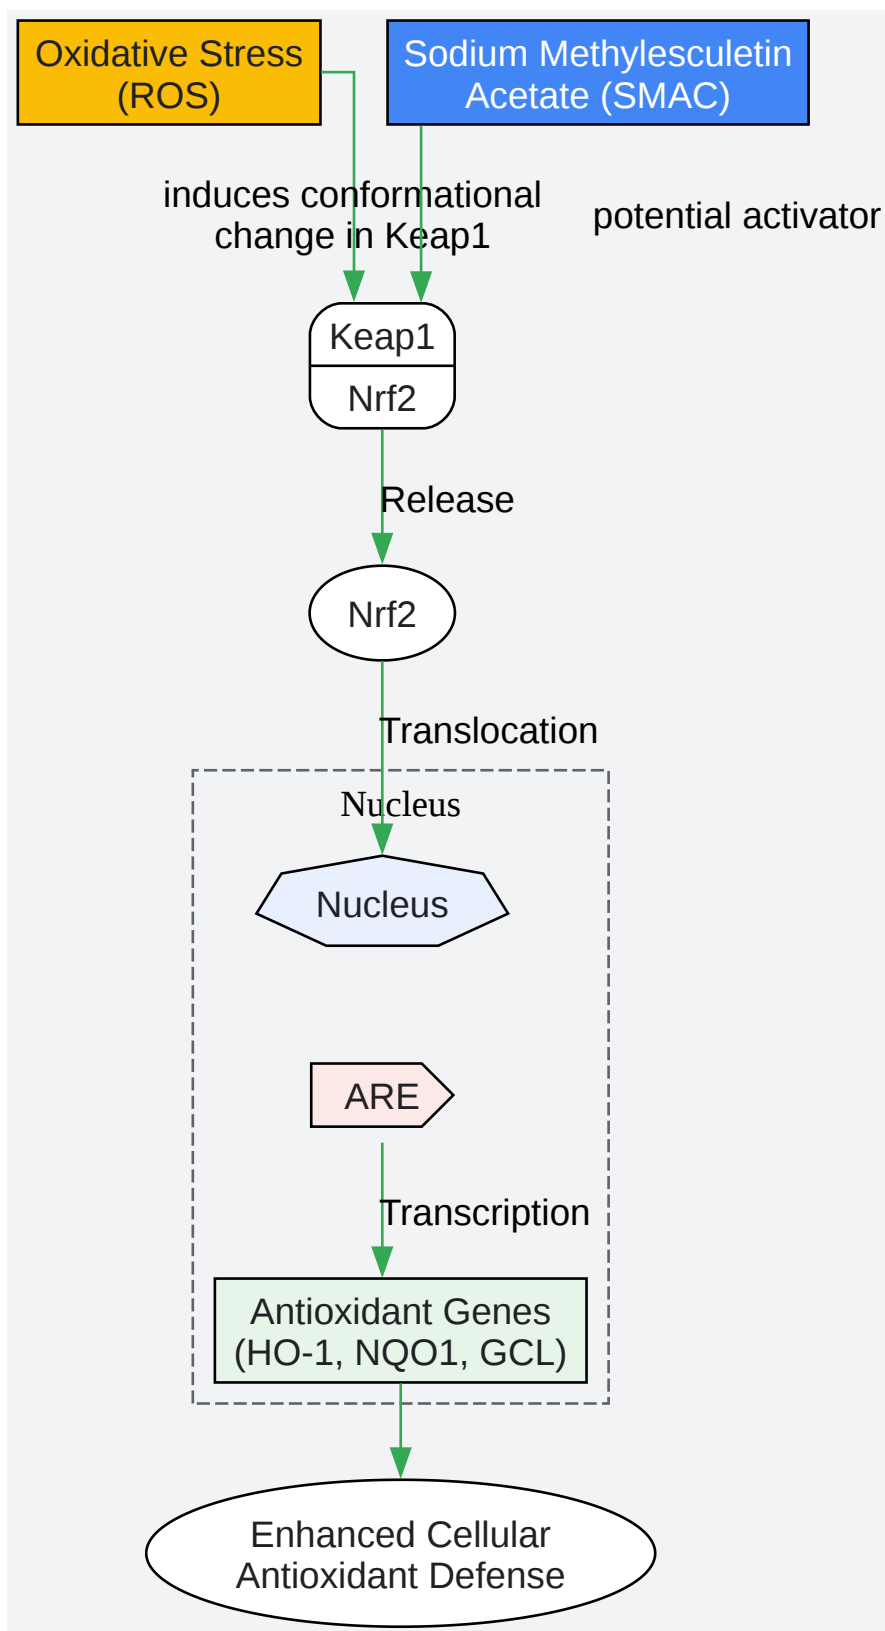 Oxidative Stress
(ROS)
Sodium Methylesculetin
Acetate (SMAC)
induces conformational
change in Keap1
potential activator
Keap1
Nrf2
Release
Nrf2
Translocation
Nucleus
Nucleus
ARE
Transcription
Antioxidant Genes
(HO-1, NQO1, GCL)
Enhanced Cellular
Antioxidant Defense